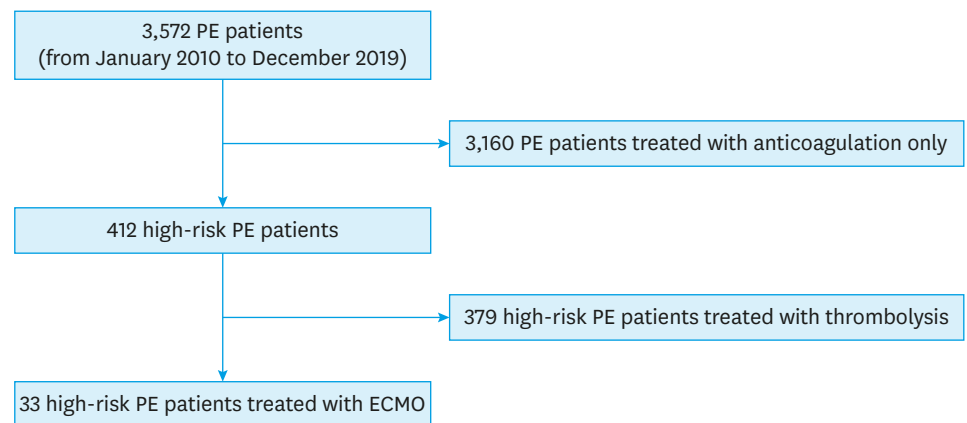 3,572 PE patients
(from January 2010 to December 2019)
3,160 PE patients treated with anticoagulation only
412 high-risk PE patients
379 high-risk PE patients treated with thrombolysis
33 high-risk PE patients treated with ECMO